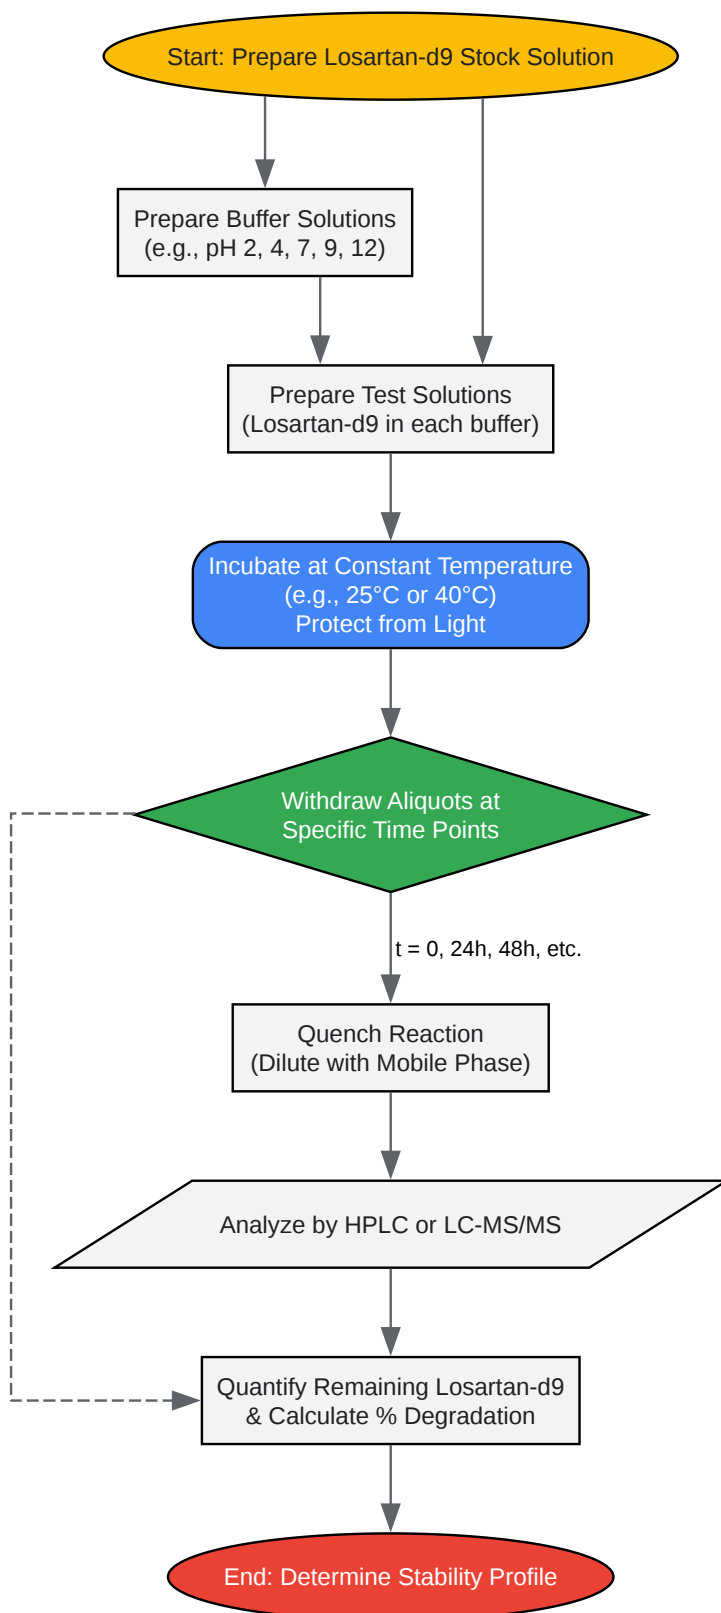 Start: Prepare Losartan-d9 Stock Solution
Prepare Buffer Solutions
(e.g., pH 2, 4, 7, 9, 12)
Prepare Test Solutions
(Losartan-d9 in each buffer)
Incubate at Constant Temperature
(e.g., 25°C or 40°C)
Protect from Light
Withdraw Aliquots at
Specific Time Points
t = 0, 24h, 48h, etc.
Quench Reaction
(Dilute with Mobile Phase)
Analyze by HPLC or LC-MS/MS
Quantify Remaining Losartan-d9
& Calculate % Degradation
End: Determine Stability Profile